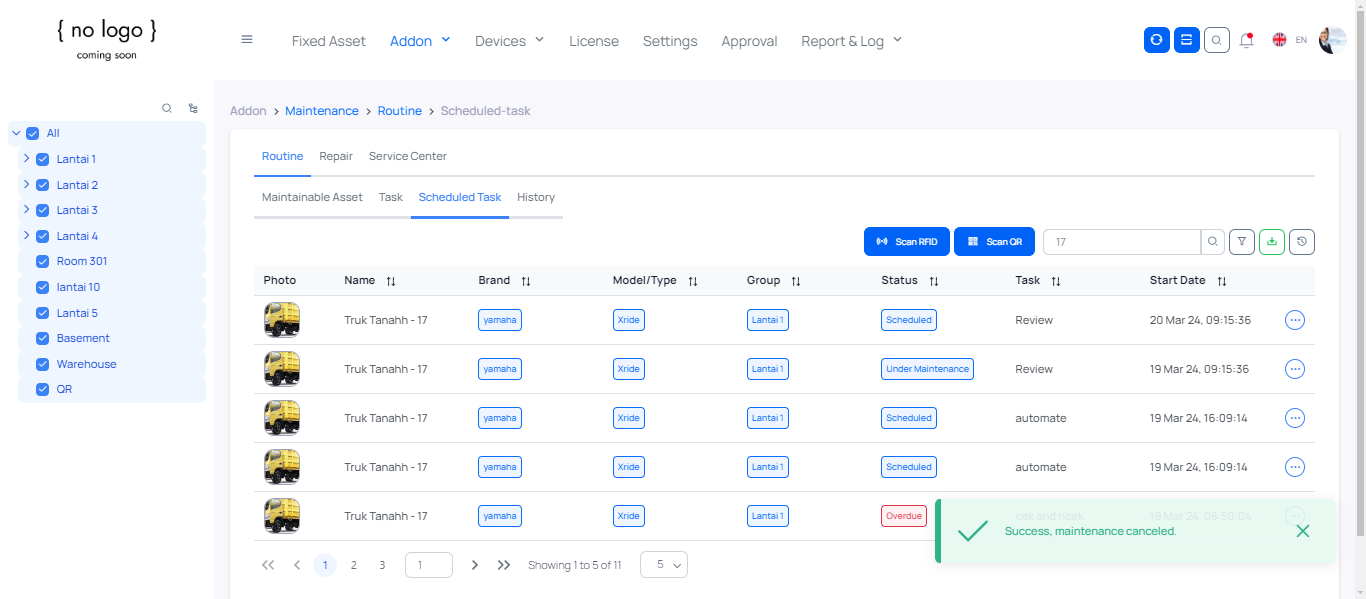 { no logo }
coming soon
Fixed Asset Addon Devices License Settings Approval Report & Log EN
All
Lantai 1
Lantai 2
Lantai 3
Lantai 4
Room 301
lantai 10
Lantai 5
Basement
Warehouse
QR
Addon > Maintenance > Routine > Scheduled-task
Routine Repair Service Center
Maintainable Asset Task Scheduled Task History
Scan RFID Scan QR 17
Photo Name Brand Model/Type Group Status Task Start Date
Truk Tanahh - 17 yamaha Xride Lantai 1 Scheduled Review 20 Mar 24, 09:15:36
Truk Tanahh - 17 yamaha Xride Lantai 1 Under Maintenance Review 19 Mar 24, 09:15:36
Truk Tanahh - 17 yamaha Xride Lantai 1 Scheduled automate 19 Mar 24, 16:09:14
Truk Tanahh - 17 yamaha Xride Lantai 1 Scheduled automate 19 Mar 24, 16:09:14
Truk Tanahh - 17 yamaha Xride Lantai 1 Overdue cek and ricek 19 Mar 24, 08:50:04
Success, maintenance canceled.
1 2 3 1 Showing 1 to 5 of 11 5